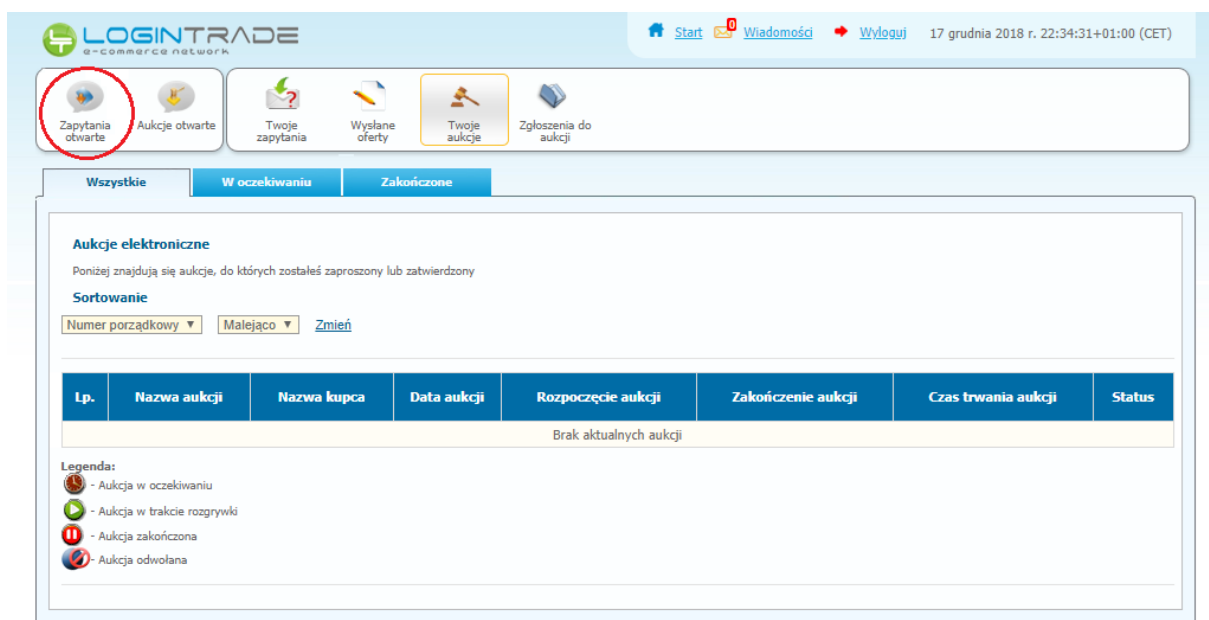 LOGINTRADE
e-commerce network
Start 0 Wiadomości Wyloguj 17 grudnia 2018 r. 22:34:31+01:00 (CET)
Zapytania otwarte
Aukcje otwarte
Twoje zapytania
Wysłane oferty
Twoje aukcje
Zgłoszenia do aukcji
Wszystkie W oczekiwaniu Zakończone
Aukcje elektroniczne
Poniżej znajdują się aukcje, do których zostałeś zaproszony lub zatwierdzony
Sortowanie
Numer porządkowy ▼ Malejąco ▼ Zmień
Lp. Nazwa aukcji Nazwa kupca Data aukcji Rozpoczęcie aukcji Zakończenie aukcji Czas trwania aukcji Status
Brak aktualnych aukcji
Legenda:
- Aukcja w oczekiwaniu
- Aukcja w trakcie rozgrywki
- Aukcja zakończona
- Aukcja odwołana